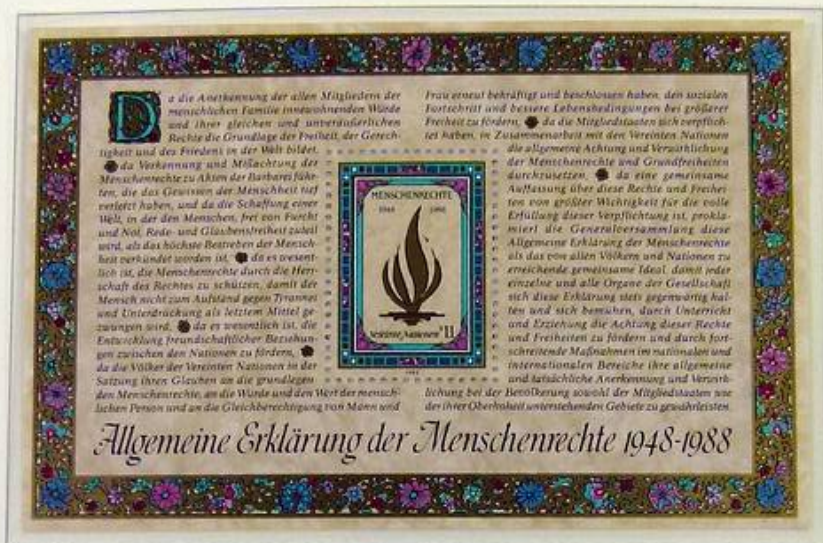 Da die Anerkennung der allen Mitgliedern der
menschlichen Familie innewohnenden Würde
und ihrer gleichen und unveräußerlichen
Rechte die Grundlage der Freiheit, der Gerech-
tigkeit und des Friedens in der Welt bildet,
da Verkennung und Mißachtung der
Menschenrechte zu Akten der Barbarei führ-
ten, die das Gewissen der Menschheit tief
verletzt haben, und da die Schaffung einer
Welt, in der den Menschen, frei von Furcht
und Not, Rede- und Glaubensfreiheit zuteil
wird, als das höchste Bestreben der Mensch-
heit verkündet worden ist, da es wesent-
lich ist, die Menschenrechte durch die Herr-
schaft des Rechtes zu schützen, damit der
Mensch nicht zum Aufstand gegen Tyrannei
und Unterdrückung als letztem Mittel ge-
zwungen wird, da es wesentlich ist, die
Entwicklung freundschaftlicher Beziehun-
gen zwischen den Nationen zu fördern,
da die Völker der Vereinten Nationen in der
Satzung ihren Glauben an die grundlegen-
den Menschenrechte, an die Würde und den Wert der mensch-
lichen Person und an die Gleichberechtigung von Mann und
Frau erneut bekräftigt und beschlossen haben, den sozialen
Fortschritt und bessere Lebensbedingungen bei größerer
Freiheit zu fördern, da die Mitgliedstaaten sich verpflich-
tet haben, in Zusammenarbeit mit den Vereinten Nationen
die allgemeine Achtung und Verwirklichung
der Menschenrechte und Grundfreiheiten
durchzusetzen, da eine gemeinsame
Auffassung über diese Rechte und Freihei-
ten von größter Wichtigkeit für die volle
Erfüllung dieser Verpflichtung ist, prokla-
miert die Generalversammlung diese
Allgemeine Erklärung der Menschenrechte
als das von allen Völkern und Nationen zu
erreichende gemeinsame Ideal, damit jeder
einzelne und alle Organe der Gesellschaft
sich diese Erklärung stets gegenwärtig hal-
ten und sich bemühen, durch Unterricht
und Erziehung die Achtung dieser Rechte
und Freiheiten zu fördern und durch fort-
schreitende Maßnahmen im nationalen und
internationalen Bereiche ihre allgemeine
und tatsächliche Anerkennung und Verwirk-
lichung bei der Bevölkerung sowohl der Mitgliedstaaten wie
der ihrer Oberhoheit unterstehenden Gebiete zu gewährleisten
MENSCHENRECHTE
1948 1988
Vereinte Nationen S 11
1988
Allgemeine Erklärung der Menschenrechte 1948-1988